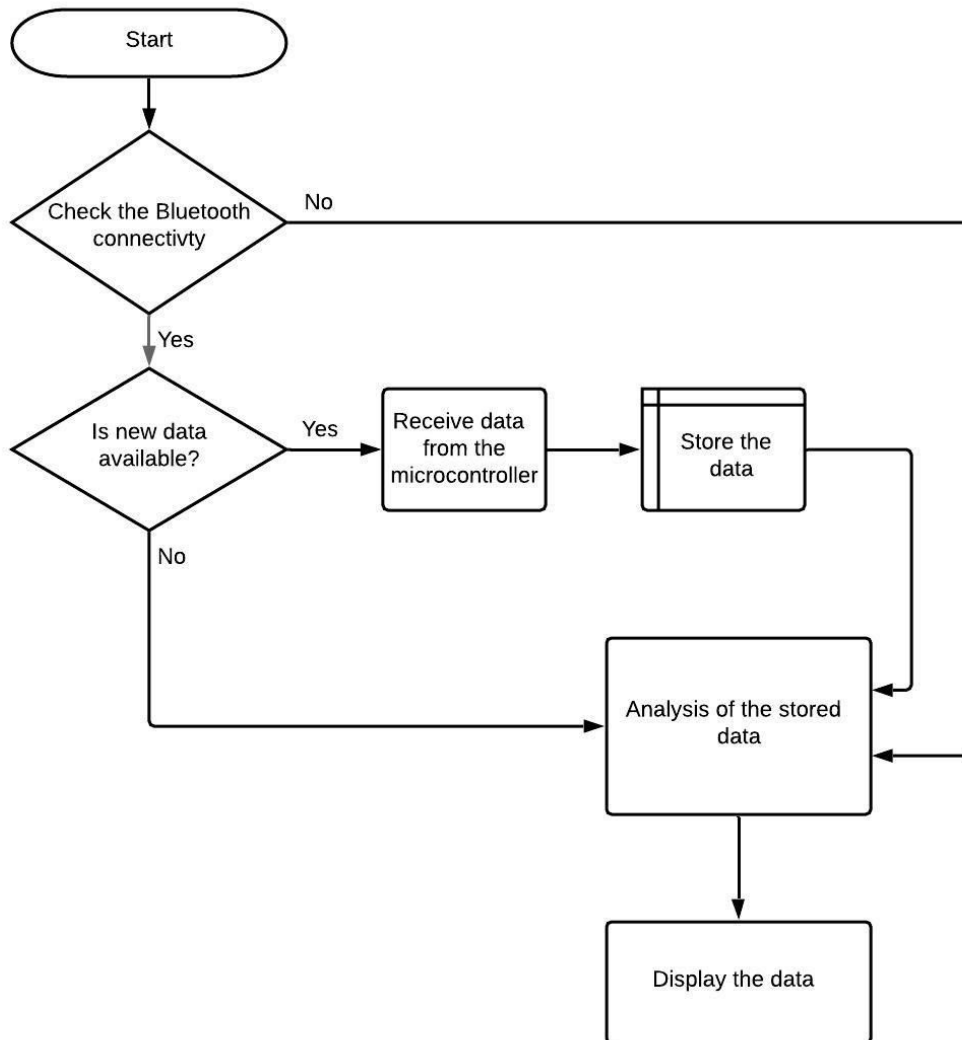 Start
Check the Bluetooth
connectivty
No
Yes
Is new data
available?
Yes
Receive data
from the
microcontroller
Store the
data
No
Analysis of the stored
data
Display the data